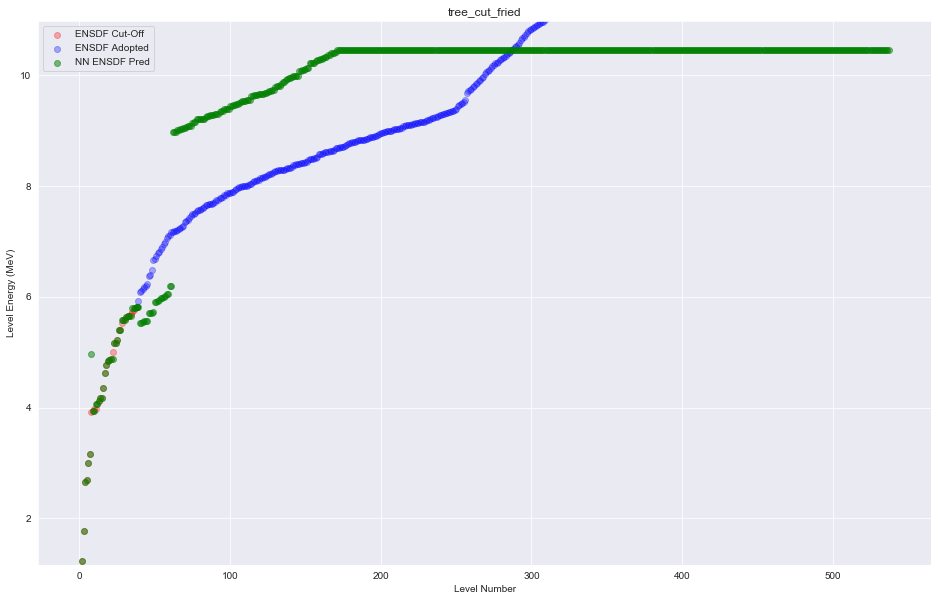 tree_cut_fried
ENSDF Cut-Off
ENSDF Adopted
NN ENSDF Pred
10
8
6
4
2
Level Energy (MeV)
0 100 200 300 400 500
Level Number